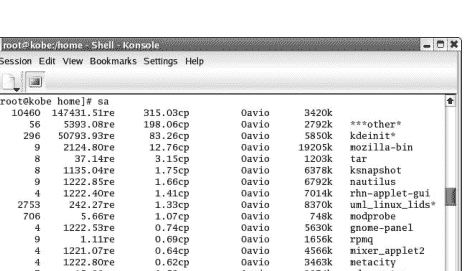 root@kobe:/home - Shell - Konsole
Session Edit View Bookmarks Settings Help
root@kobe home]# sa
10460 147431.51re 315.03cp 0avio 3420k
56 5393.08re 198.06cp 0avio 2792k ***other*
296 50793.93re 83.26cp 0avio 5850k kdeinit*
9 2124.80re 12.76cp 0avio 19205k mozilla-bin
8 37.14re 3.15cp 0avio 1203k tar
8 1135.04re 1.75cp 0avio 6378k ksnapshot
9 1222.85re 1.66cp 0avio 6792k nautilus
4 1222.40re 1.41cp 0avio 7014k rhn-applet-gui
2753 242.27re 1.33cp 0avio 8370k uml_linux_lids*
706 5.66re 1.07cp 0avio 748k modprobe
4 1222.53re 0.74cp 0avio 5630k gnome-panel
9 1.11re 0.69cp 0avio 1656k rpmq
4 1221.07re 0.64cp 0avio 4566k mixer_applet2
4 1222.80re 0.62cp 0avio 3463k metacity